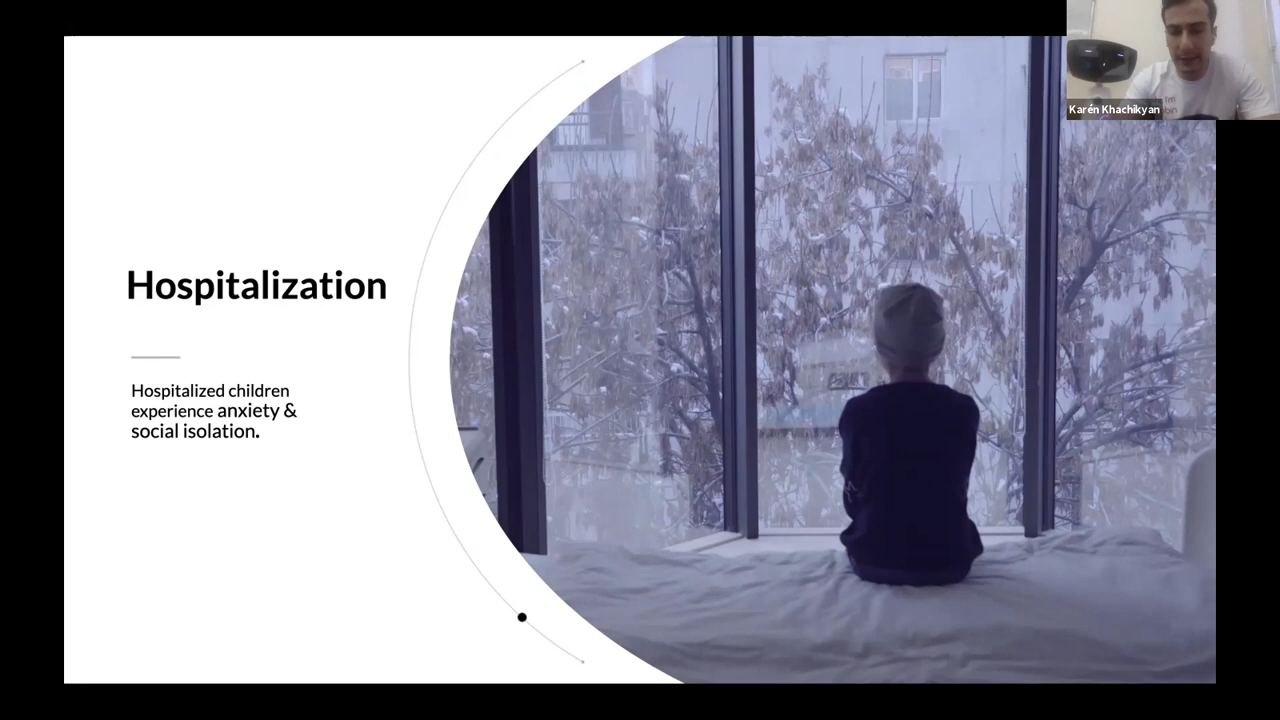 Karén Khachikyan
I'm
Hospitalization
Hospitalized children
experience anxiety &
social isolation.